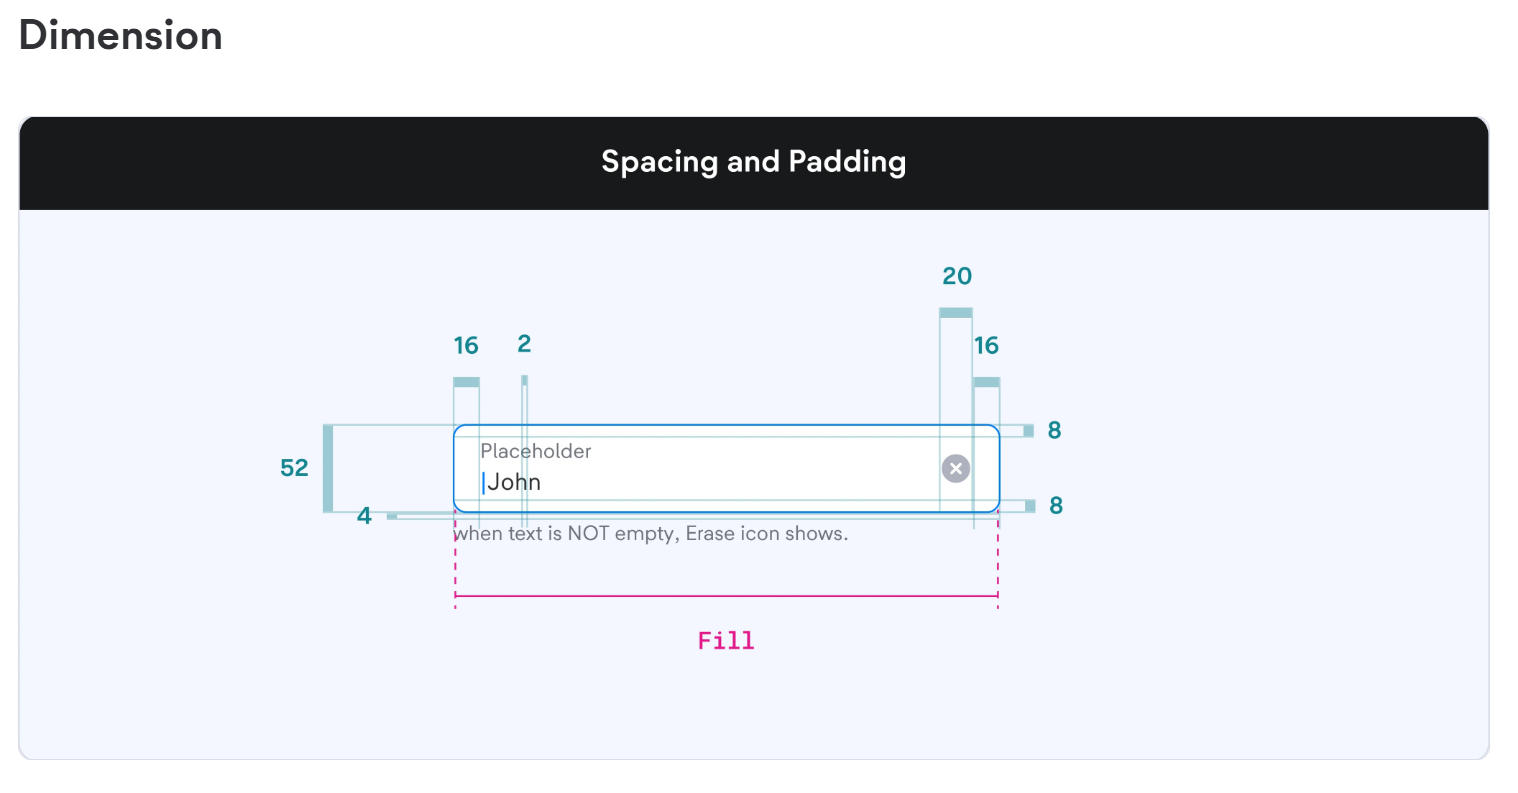 Dimension
Spacing and Padding
20
16
2
16
8
Placeholder
52
John
8
4
when text is NOT empty, Erase icon shows.
Fill